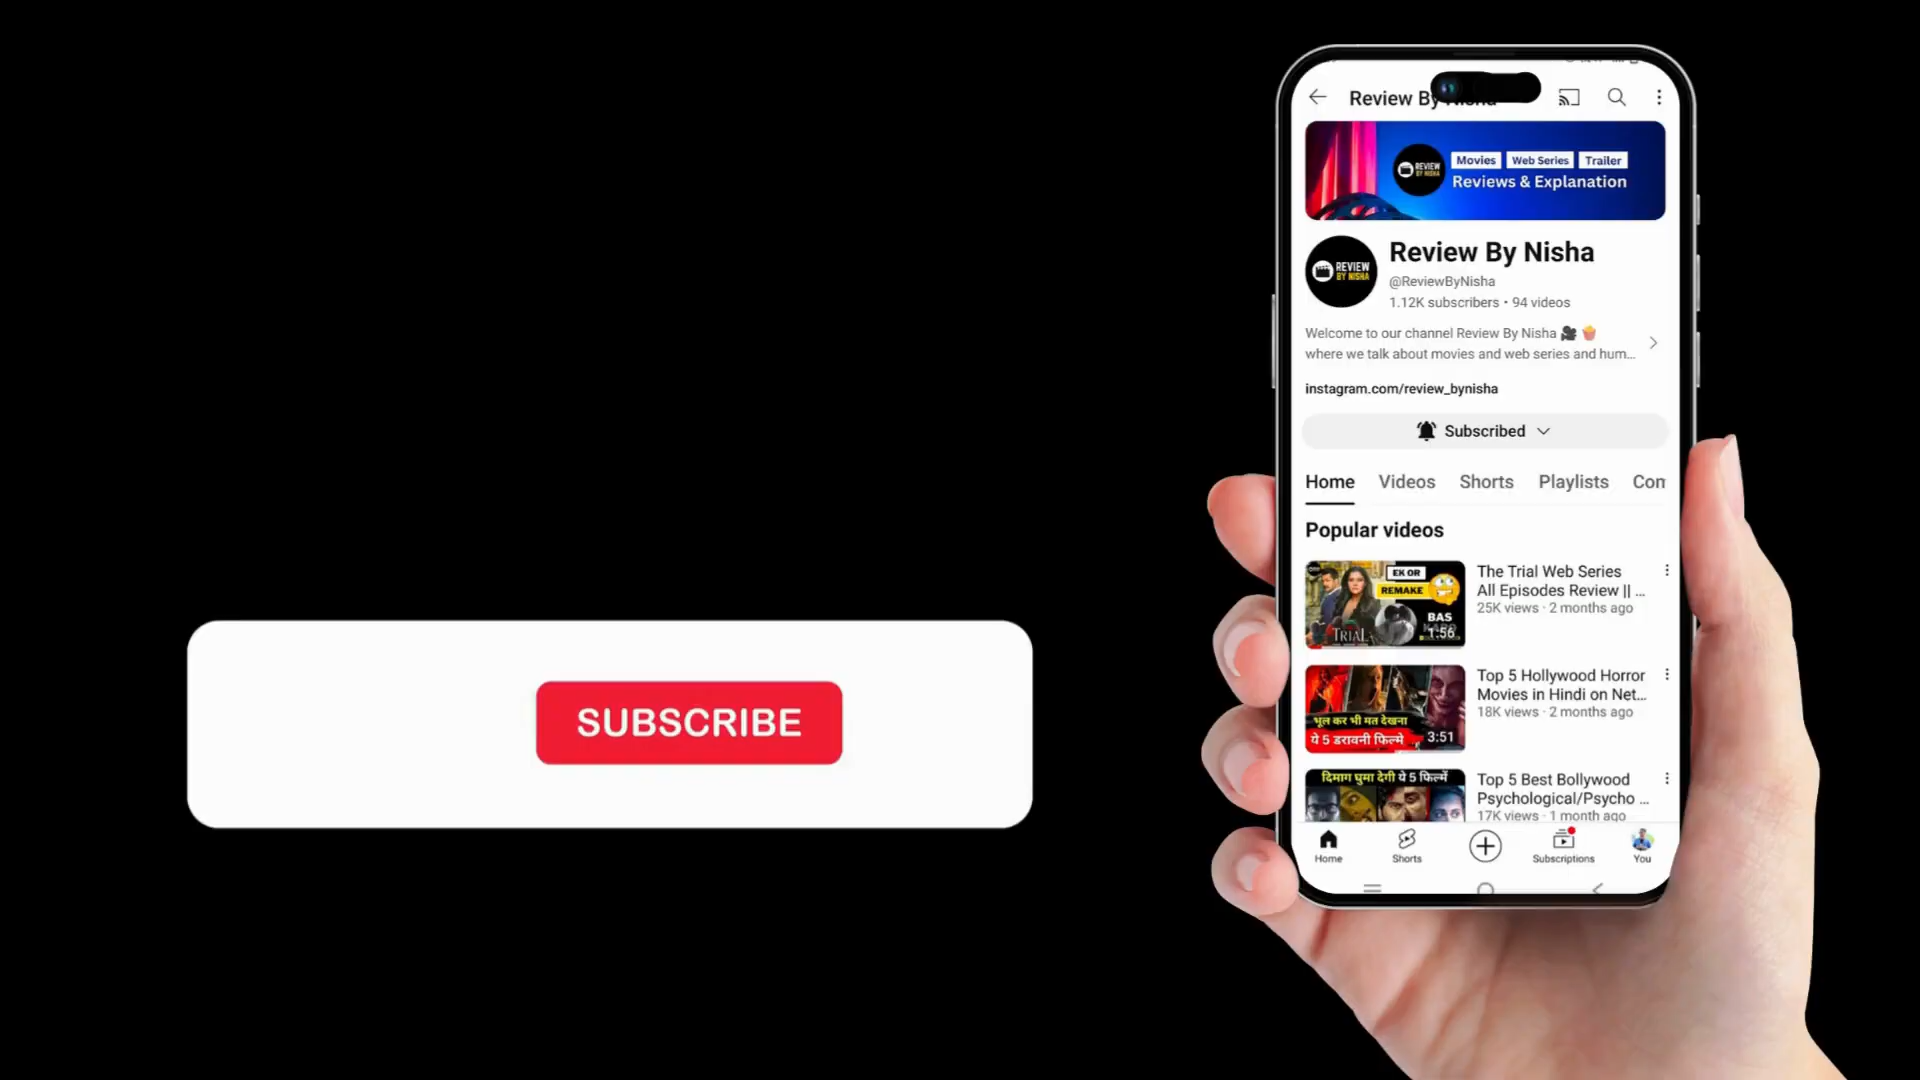 SUBSCRIBE
Review By Nisha
REVIEW
BY NISHA
Movies Web Series Trailer
Reviews & Explanation
REVIEW
BY NISHA
Review By Nisha
@ReviewByNisha
1.12K subscribers • 94 videos
Welcome to our channel Review By Nisha 🎥 🍿
where we talk about movies and web series and hum...
instagram.com/review_bynisha
Subscribed
Home Videos Shorts Playlists Com
Popular videos
EK OR
REMAKE
BAS
TRIAL
1:56
The Trial Web Series
All Episodes Review || ...
25K views · 2 months ago
भूल कर भी मत देखना
ये 5 डरावनी फिल्मे
3:51
Top 5 Hollywood Horror
Movies in Hindi on Net...
18K views · 2 months ago
दिमाग घुमा देगी ये 5 फिल्में
Top 5 Best Bollywood
Psychological/Psycho ...
17K views · 1 month ago
Home Shorts Subscriptions You